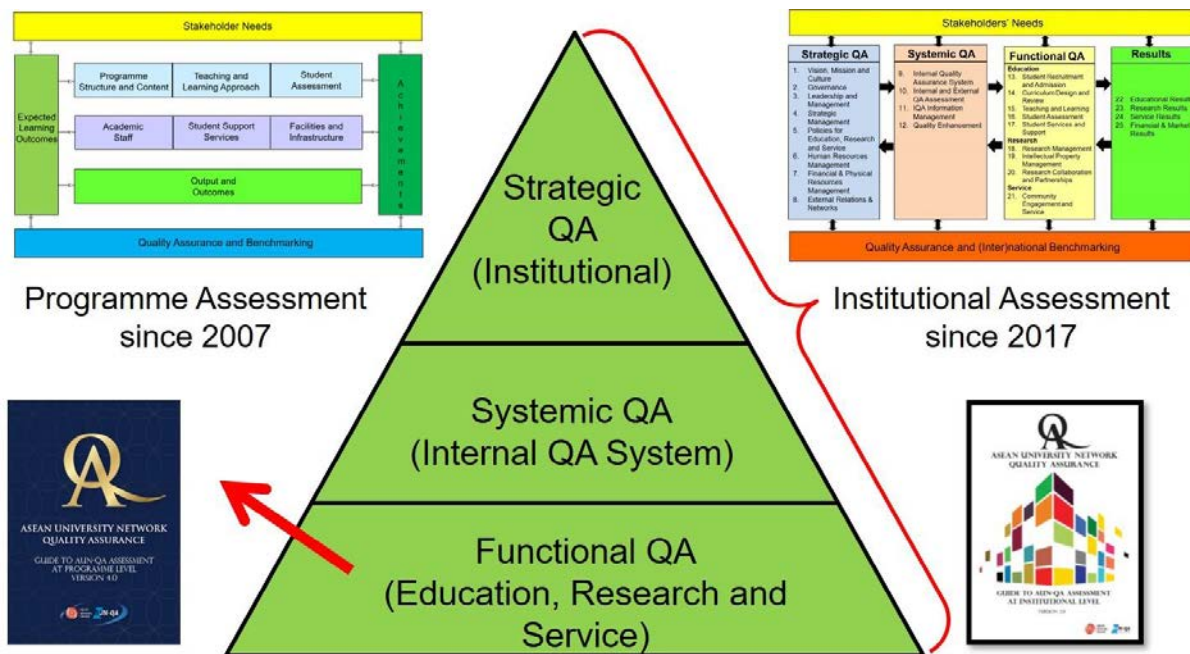 Stakeholder Needs
Expected
Learning
Outcomes
Programme
Structure and Content
Teaching and
Learning Approach
Student
Assessment
Academic
Staff
Student Support
Services
Facilities and
Infrastructure
Output and
Outcomes
Achievements
Quality Assurance and Benchmarking
Programme Assessment
since 2007
QA
ASEAN UNIVERSITY NETWORK
QUALITY ASSURANCE
GUIDE TO AUN-QA ASSESSMENT
AT PROGRAMME LEVEL
VERSION 4.0
Strategic
QA
(Institutional)
Systemic QA
(Internal QA System)
Functional QA
(Education, Research and
Service)
Stakeholders' Needs
Strategic QA
1. Vision, Mission and
Culture
2. Governance
3. Leadership and
Management
4. Strategic
Management
5. Policies for
Education, Research
and Service
6. Human Resources
Management
7. Financial & Physical
Resources
Management
8. External Relations &
Networks
Systemic QA
9. Internal Quality
Assurance System
10. Internal and External
QA Assessment
11. IQA Information
Management
12. Quality Enhancement
Functional QA
Education
13. Student Recruitment
and Admission
14. Curriculum Design and
Review
15. Teaching and Learning
16. Student Assessment
17. Student Services and
Support
Research
18. Research Management
19. Intellectual Property
Management
20. Research Collaboration
and Partnerships
Service
21. Community
Engagement and
Service
Results
22. Educational Results
23. Research Results
24. Service Results
25. Financial & Market
Results
Quality Assurance and (Inter)national Benchmarking
Institutional Assessment
since 2017
QA
ASEAN UNIVERSITY NETWORK
QUALITY ASSURANCE
GUIDE TO AUN-QA ASSESSMENT
AT INSTITUTIONAL LEVEL